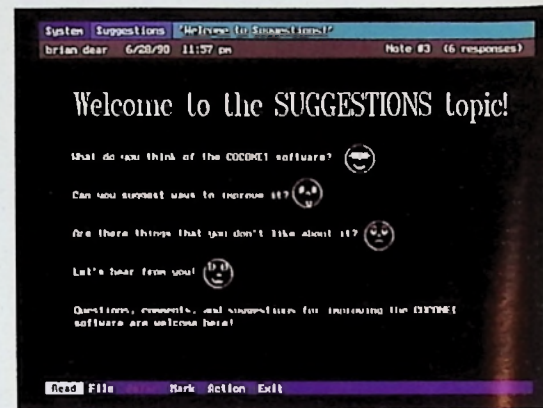 System Suggestions "Welcome to Suggestions!"
brian dear 6/28/90 11:57 pm Note #3 (6 responses)
Welcome to the SUGGESTIONS topic!
What do you think of the COCONET software?
Can you suggest ways to improve it?
Are there things that you don't like about it?
Let's hear from you!
Questions, comments, and suggestions for improving the COCONET
software are welcome here!
Read File Mark Action Exit